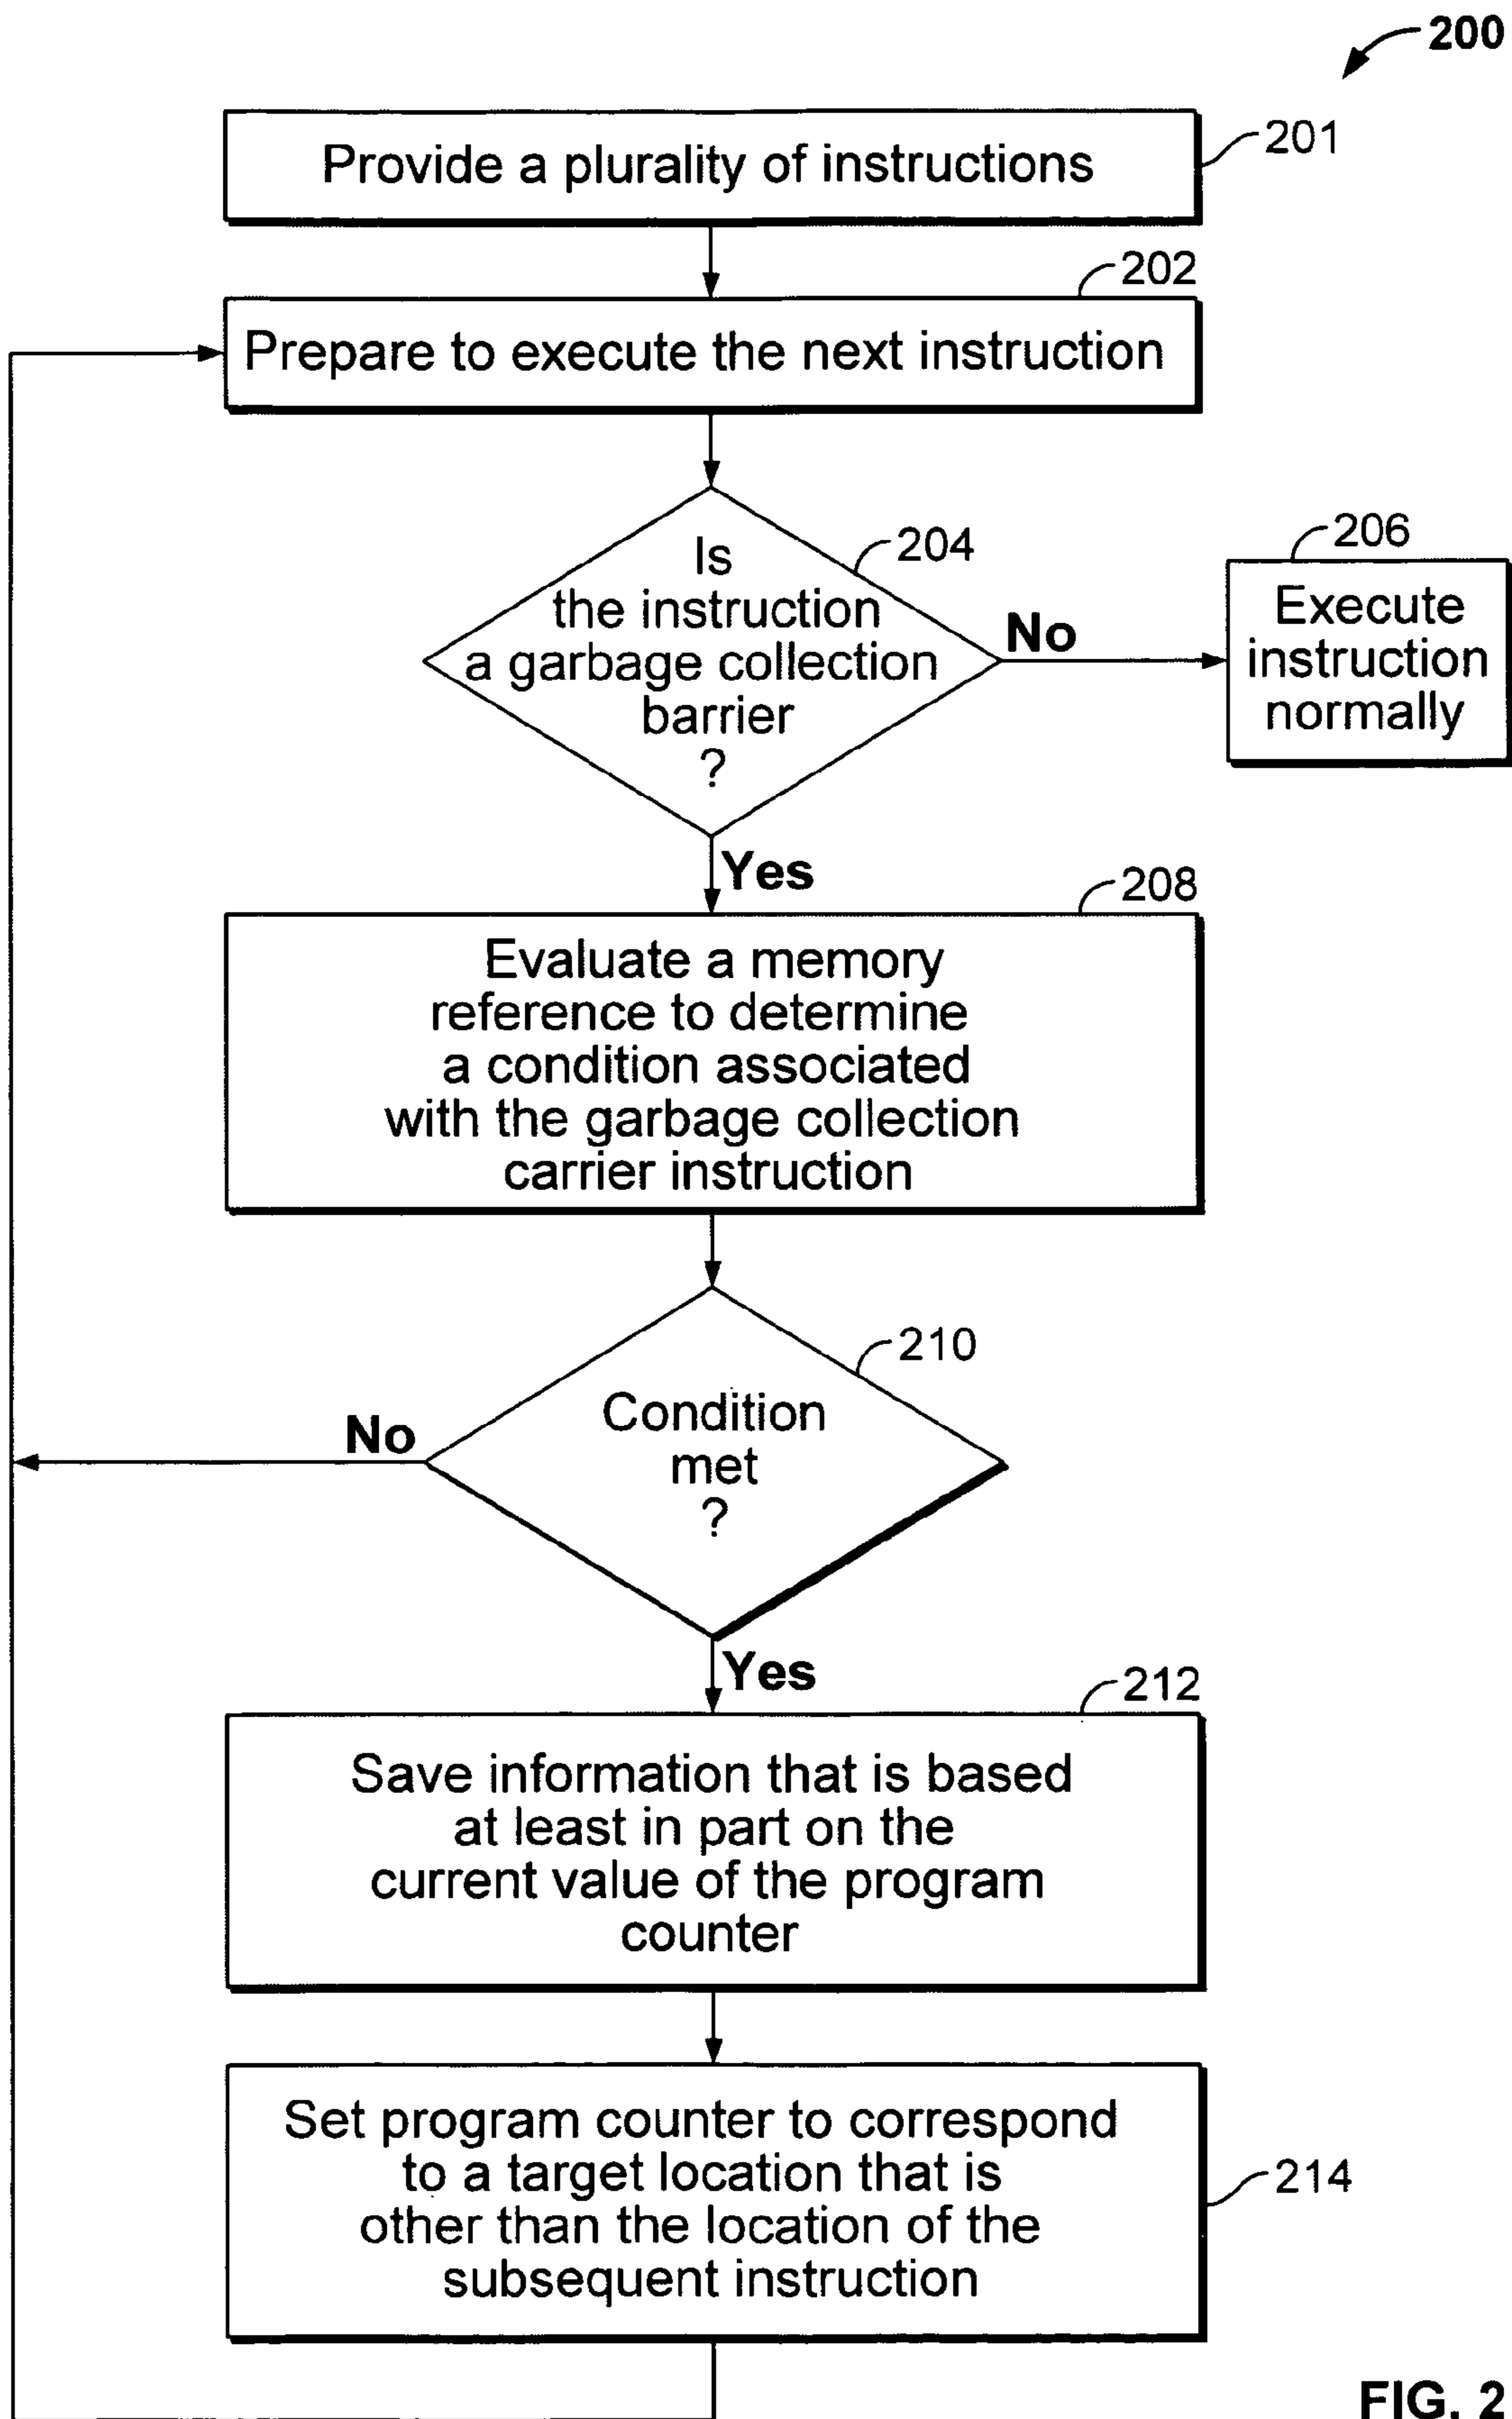 200
Provide a plurality of instructions
201
202
Prepare to execute the next instruction
Is
the instruction
a garbage collection
barrier
?
204
No
206
Execute
instruction
normally
Yes
208
Evaluate a memory
reference to determine
a condition associated
with the garbage collection
carrier instruction
210
Condition
met
?
No
Yes
212
Save information that is based
at least in part on the
current value of the program
counter
Set program counter to correspond
to a target location that is
other than the location of the
subsequent instruction
214
FIG. 2